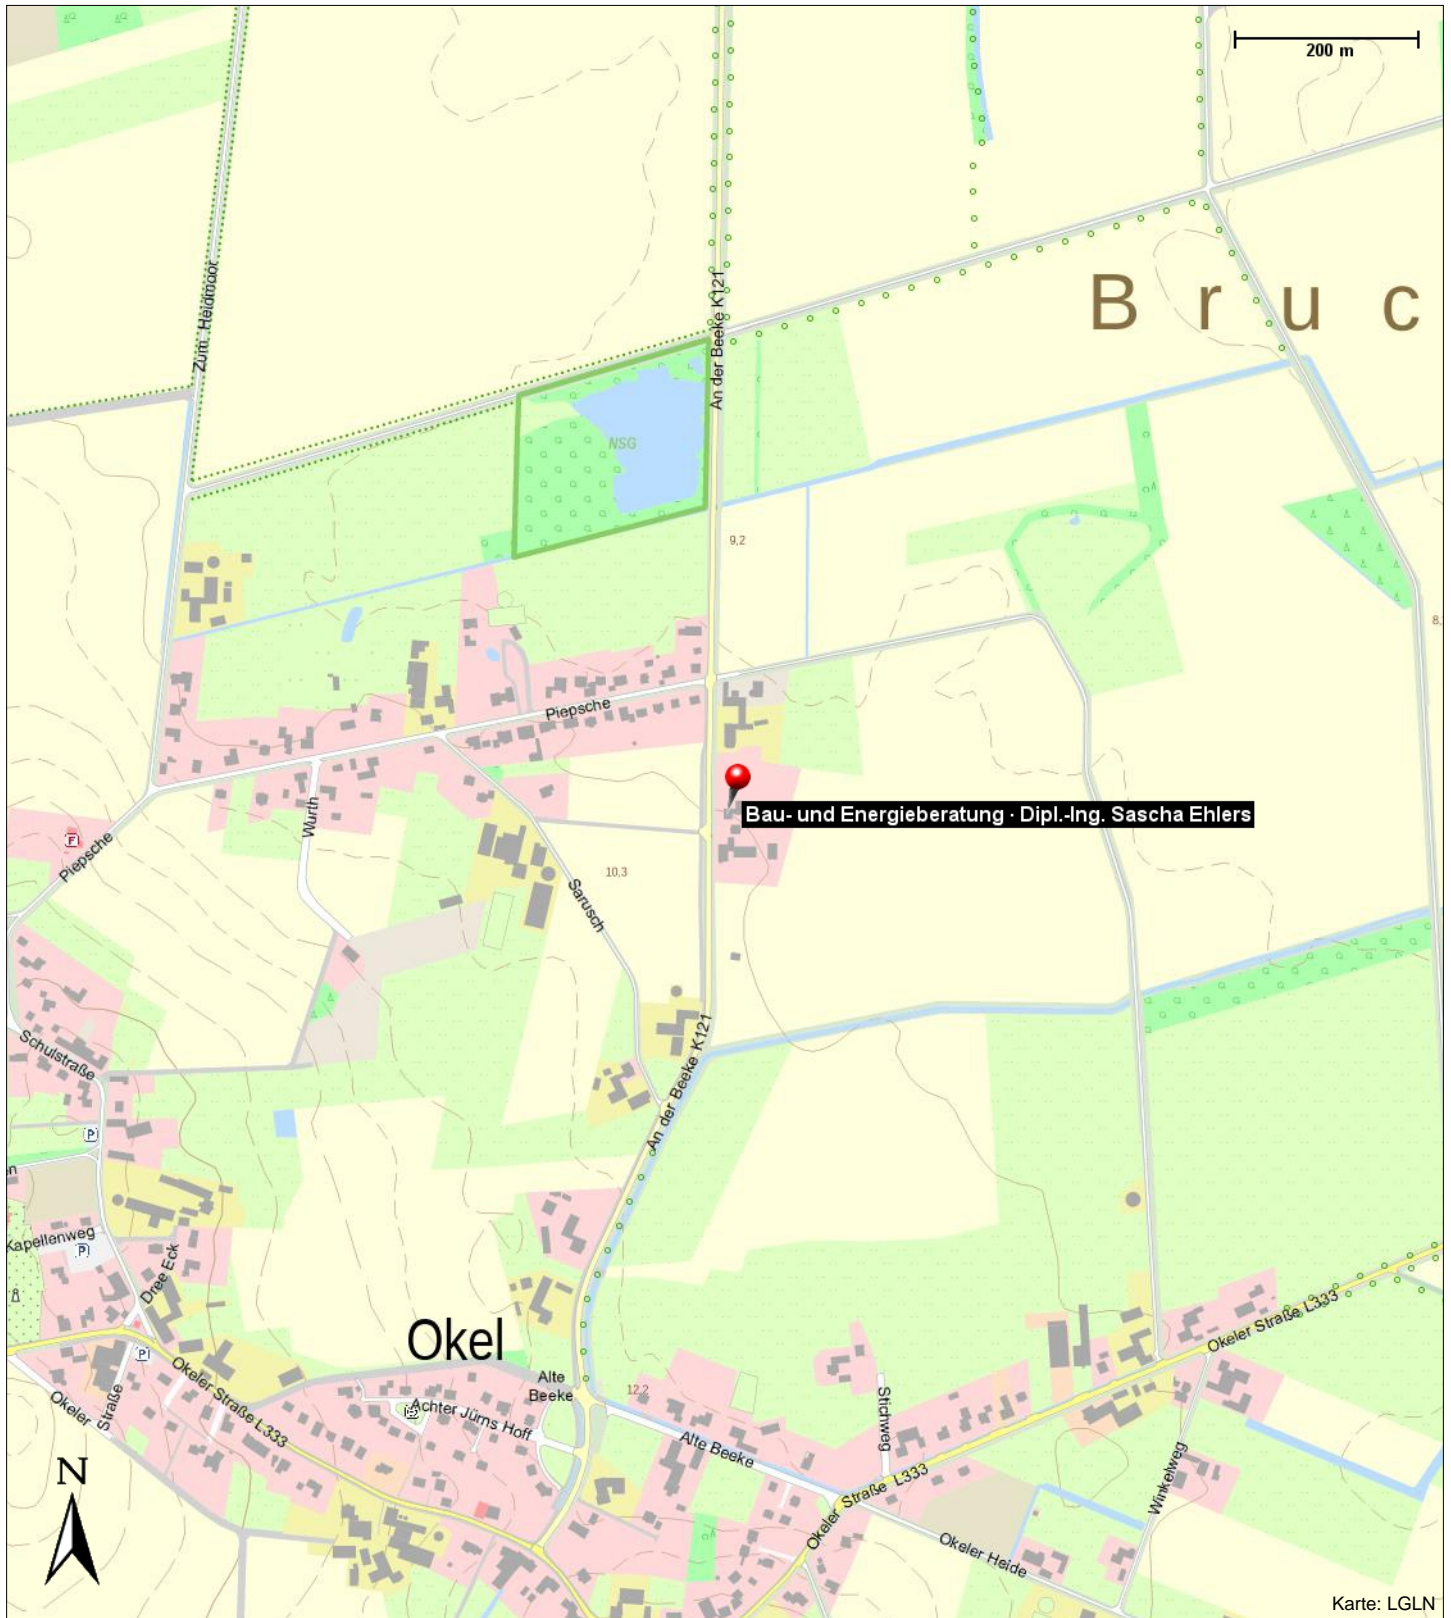 200 m
B r u c
Zum Heidmoor
An der Beeke K121
NSG
9,2
8,
Piepsche
Bau- und Energieberatung · Dipl.-Ing. Sascha Ehlers
Wurth
F
Piepsche
10,3
Sarusch
An der Beeke K121
Schulstraße
P
n
Kapellenweg
P
Dree Eck
Okel
Okeler Straße L333
P
Okeler Straße L333
Okeler
Straße
Alte
Beeke
12,2
Achter Jürns Hoff
Stichweg
Alte Beeke
Okeler Straße L333
Winkelweg
Okeler Heide
N
Karte: LGLN